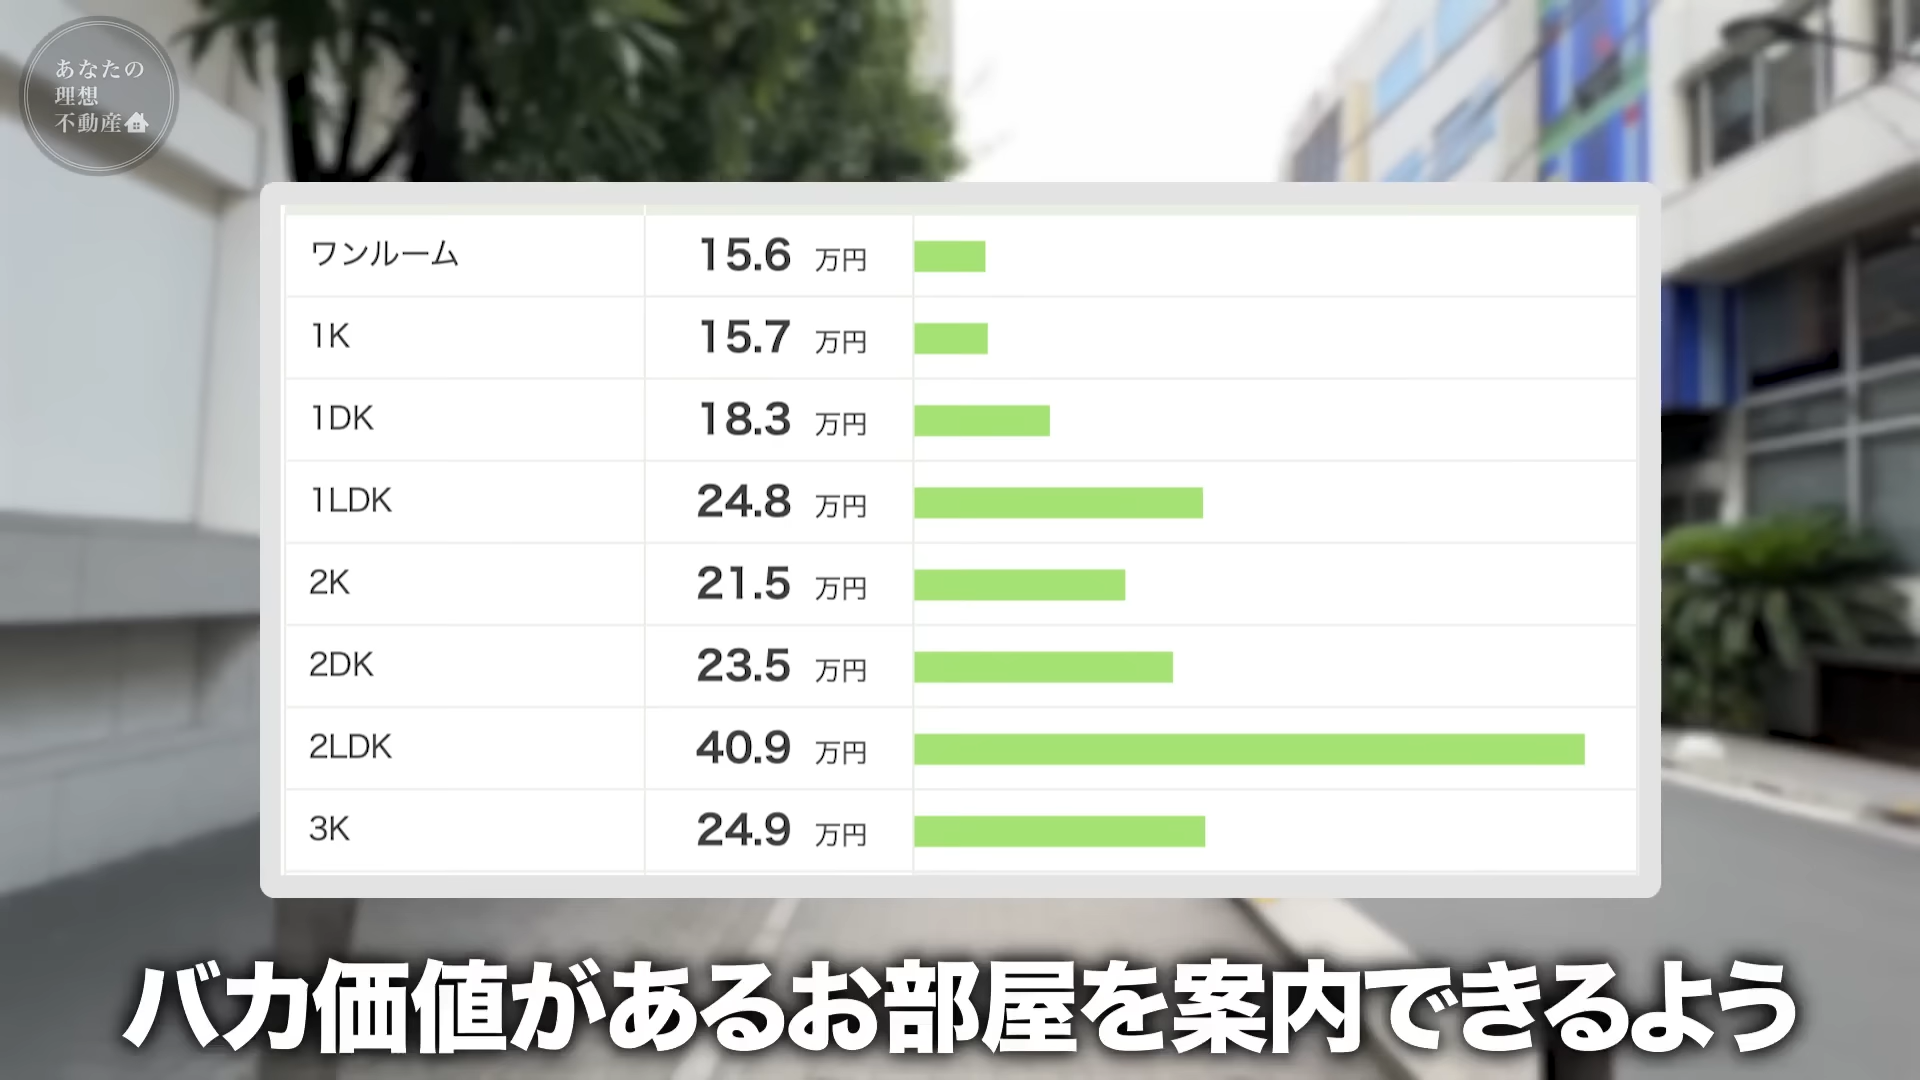 あなたの
理想
不動産
ワンルーム 15.6 万円
1K 15.7 万円
1DK 18.3 万円
1LDK 24.8 万円
2K 21.5 万円
2DK 23.5 万円
2LDK 40.9 万円
3K 24.9 万円
バカ価値があるお部屋を案内できるよう